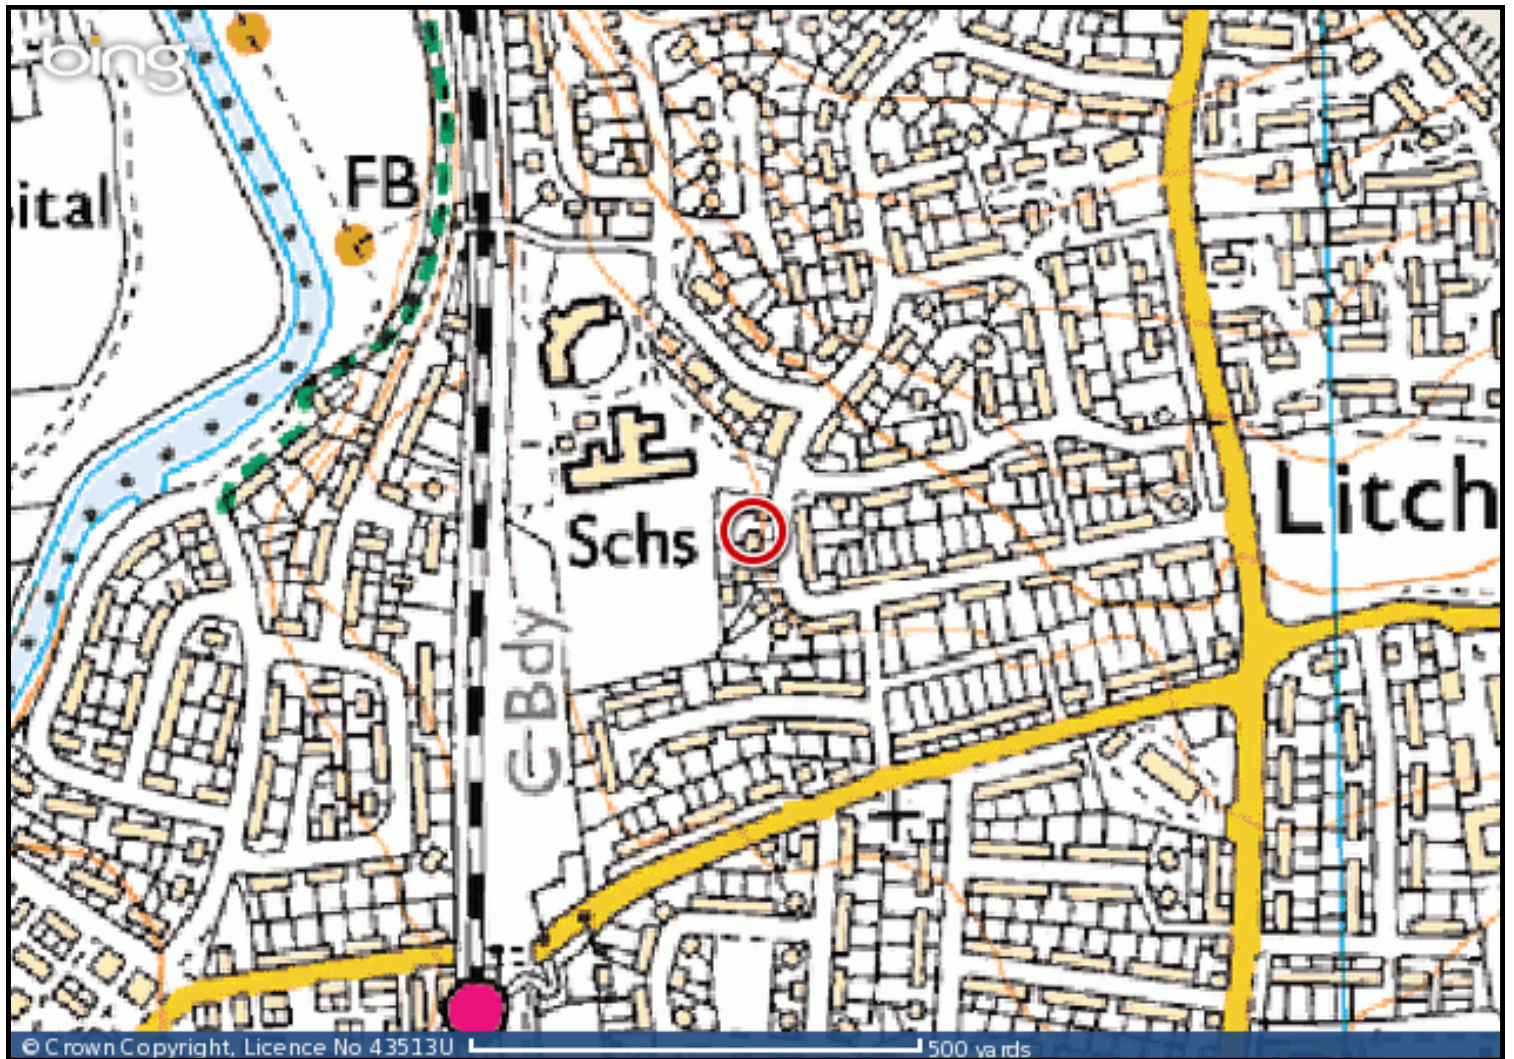 bing
FB
ital
Litch
Schs
C Bdy
© Crown Copyright, Licence No 43513U
500 yards